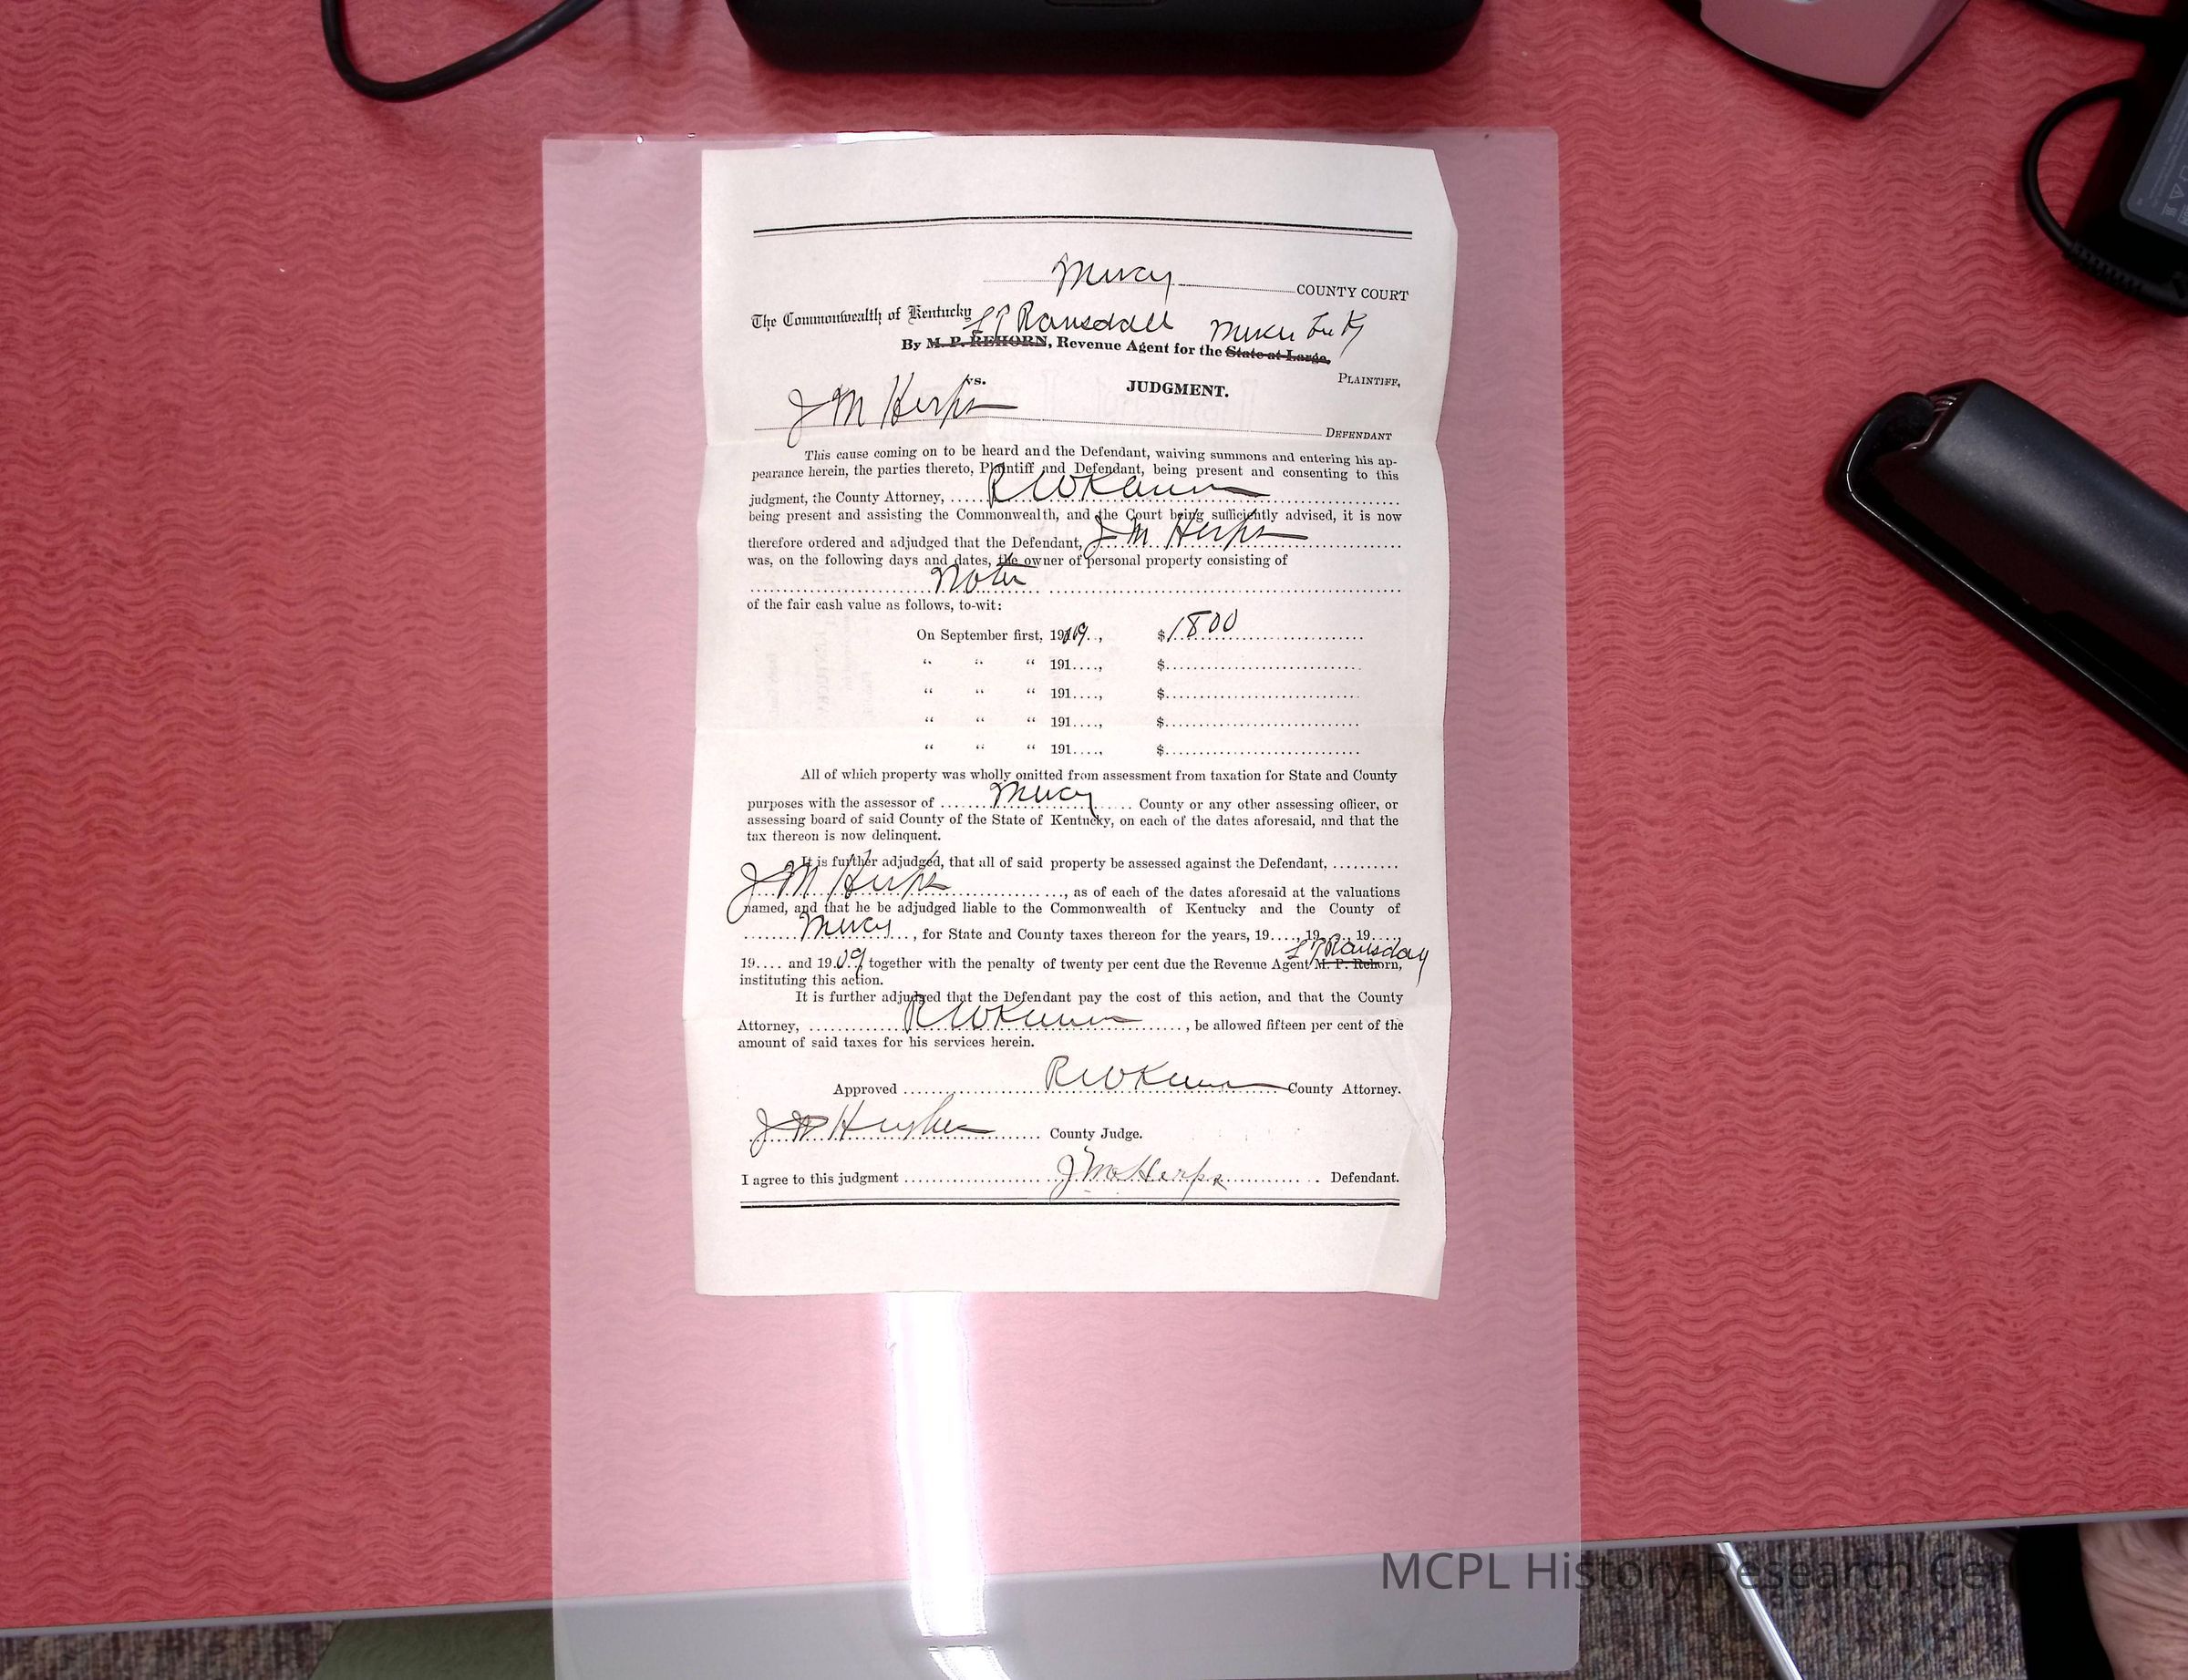 Mercy COUNTY COURT
The Commonwealth of Kentucky
L P Ransdall Mercer Co Ky
By M. P. REHORN, Revenue Agent for the State at Large,
PLAINTIFF,
vs. JUDGMENT.
J M Herps DEFENDANT
This cause coming on to be heard and the Defendant, waiving summons and entering his ap-
pearance herein, the parties thereto, Plaintiff and Defendant, being present and consenting to this
judgment, the County Attorney, R W Keenon
being present and assisting the Commonwealth, and the Court being sufficiently advised, it is now
therefore ordered and adjudged that the Defendant, J M Herps
was, on the following days and dates, the owner of personal property consisting of
Notes
of the fair cash value as follows, to-wit:
On September first, 1909.., $1800
“ “ “ 191...., $
“ “ “ 191...., $
“ “ “ 191...., $
“ “ “ 191...., $
All of which property was wholly omitted from assessment from taxation for State and County
purposes with the assessor of Mercy County or any other assessing officer, or
assessing board of said County of the State of Kentucky, on each of the dates aforesaid, and that the
tax thereon is now delinquent.
It is further adjudged, that all of said property be assessed against the Defendant,
J M Herps, as of each of the dates aforesaid at the valuations
named, and that he be adjudged liable to the Commonwealth of Kentucky and the County of
Mercy, for State and County taxes thereon for the years, 19...., 19...., 19....
L P Ransdall
19.... and 1909, together with the penalty of twenty per cent due the Revenue Agent M. P. Rehorn,
instituting this action.
It is further adjudged that the Defendant pay the cost of this action, and that the County
Attorney, R W Keenon, be allowed fifteen per cent of the
amount of said taxes for his services herein.
Approved R W Keenon County Attorney.
J W Hughes County Judge.
I agree to this judgment J M Herps Defendant.
MCPL History Research Cen